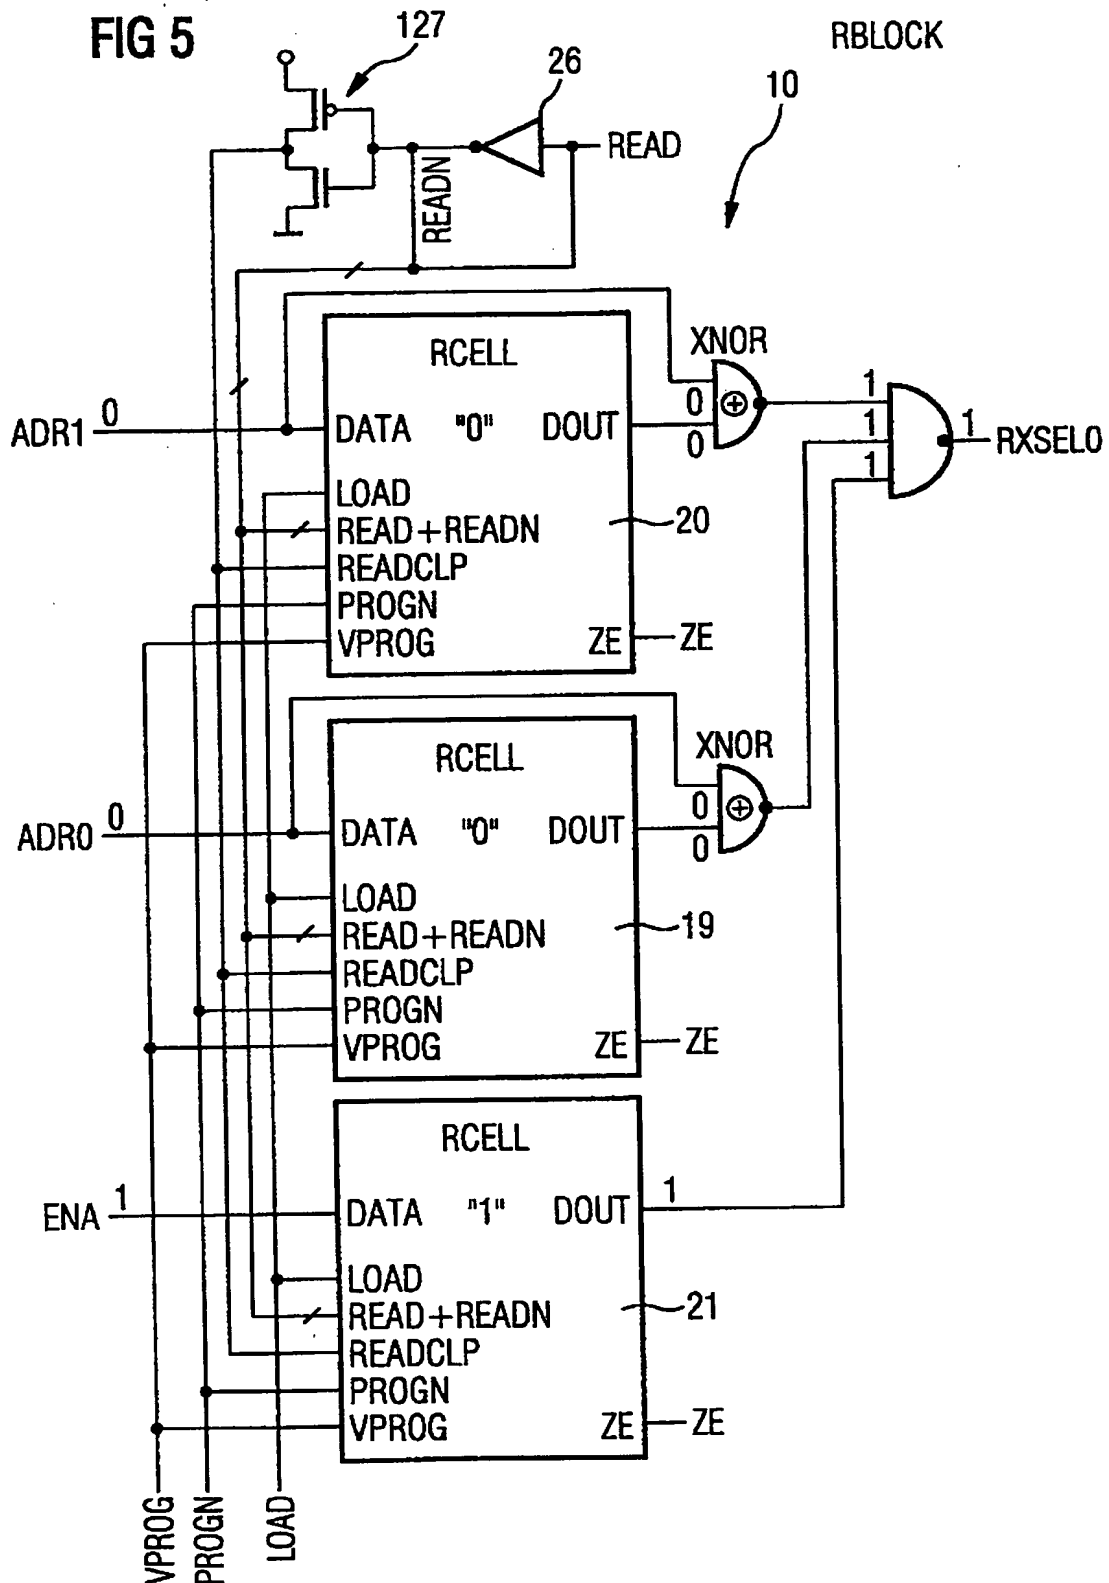 FIG 5
127
RBLOCK
26
10
READ
READN
RCELL
XNOR
ADR1 0
DATA "0" DOUT
0
0
1
1
1
1
RXSEL0
LOAD
READ+READN
20
READCLP
PROGN
VPROG
ZE ZE
RCELL
XNOR
ADR0 0
DATA "0" DOUT
0
0
LOAD
READ+READN
19
READCLP
PROGN
VPROG
ZE ZE
RCELL
ENA 1
DATA "1" DOUT
1
LOAD
READ+READN
21
READCLP
PROGN
VPROG
ZE ZE
VPROG
PROGN
LOAD